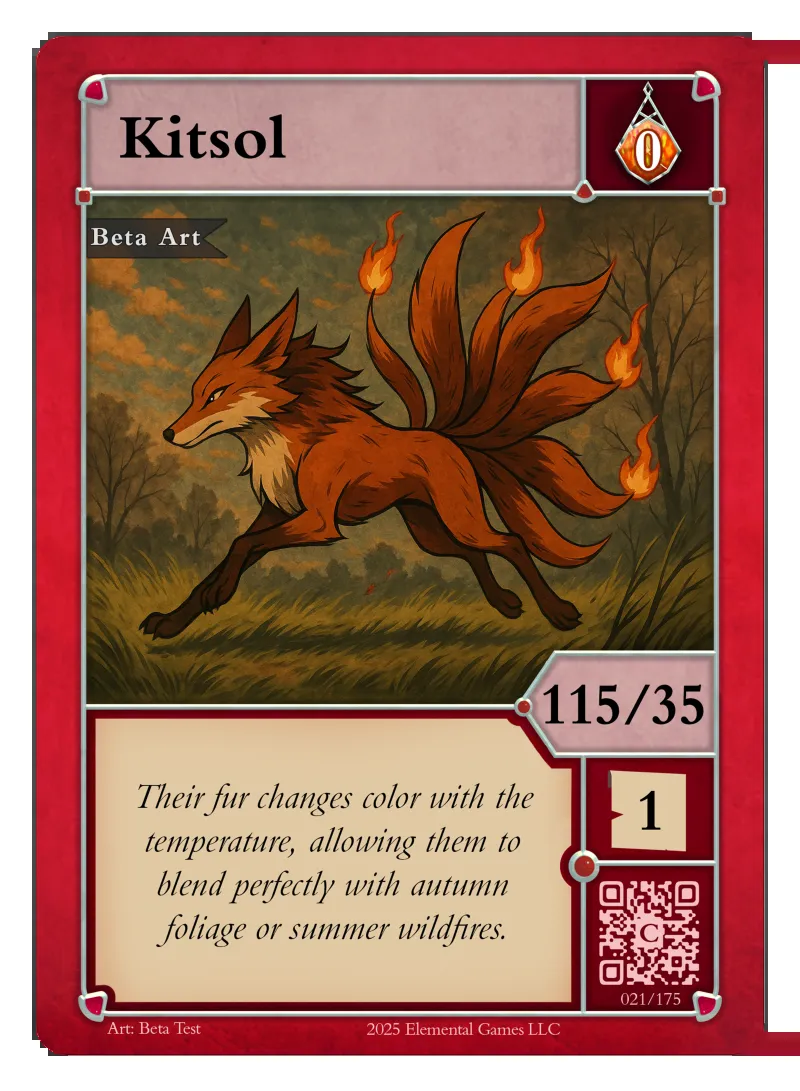 Kitsol
0
Beta Art
115/35
Their fur changes color with the
temperature, allowing them to
blend perfectly with autumn
foliage or summer wildfires.
1
C
021/175
Art: Beta Test
2025 Elemental Games LLC